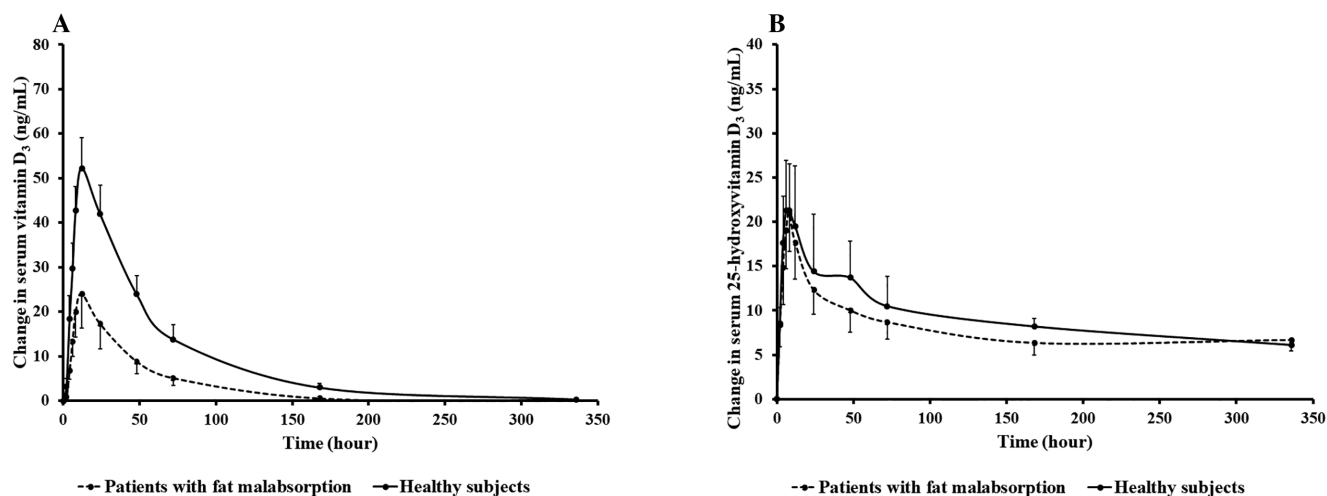 A
Change in serum vitamin D₃ (ng/mL)
80
70
60
50
40
30
20
10
0
0 50 100 150 200 250 300 350
Time (hour)
Patients with fat malabsorption Healthy subjects
B
Change in serum 25-hydroxyvitamin D₃ (ng/mL)
40
35
30
25
20
15
10
5
0
0 50 100 150 200 250 300 350
Time (hour)
Patients with fat malabsorption Healthy subjects